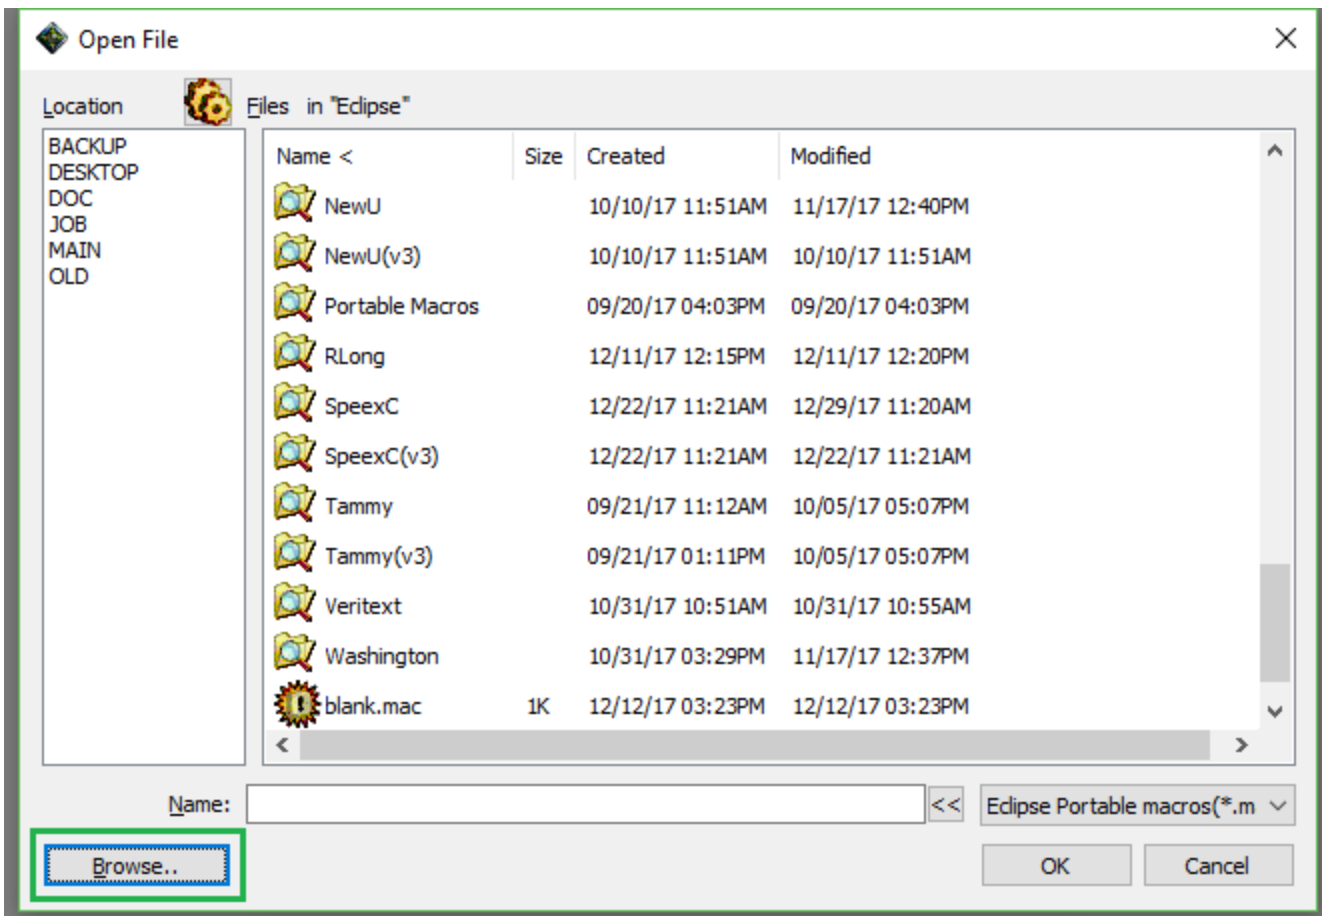 Open File
Location Files in "Eclipse"
BACKUP
DESKTOP
DOC
JOB
MAIN
OLD
Name < Size Created Modified
NewU 10/10/17 11:51AM 11/17/17 12:40PM
NewU(v3) 10/10/17 11:51AM 10/10/17 11:51AM
Portable Macros 09/20/17 04:03PM 09/20/17 04:03PM
RLong 12/11/17 12:15PM 12/11/17 12:20PM
SpeexC 12/22/17 11:21AM 12/29/17 11:20AM
SpeexC(v3) 12/22/17 11:21AM 12/22/17 11:21AM
Tammy 09/21/17 11:12AM 10/05/17 05:07PM
Tammy(v3) 09/21/17 01:11PM 10/05/17 05:07PM
Veritext 10/31/17 10:51AM 10/31/17 10:55AM
Washington 10/31/17 03:29PM 11/17/17 12:37PM
blank.mac 1K 12/12/17 03:23PM 12/12/17 03:23PM
Name: << Eclipse Portable macros(*.m
Browse.. OK Cancel